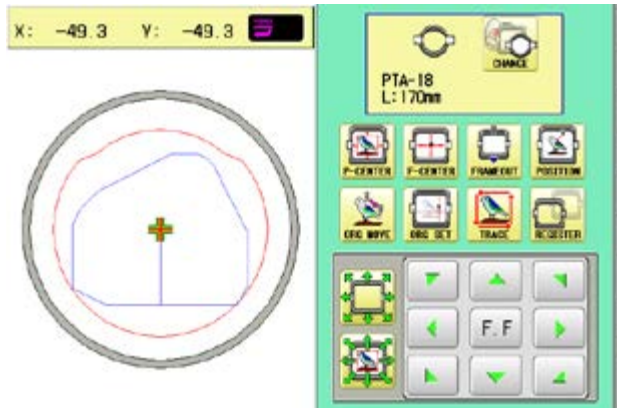 X: -49.3 Y: -49.3
CHANGE
PTA-18
L:170mm
P-CENTER F-CENTER FRAMEOUT POSITION
ORG MOVE ORG SET TRACE REGISTER
F.F